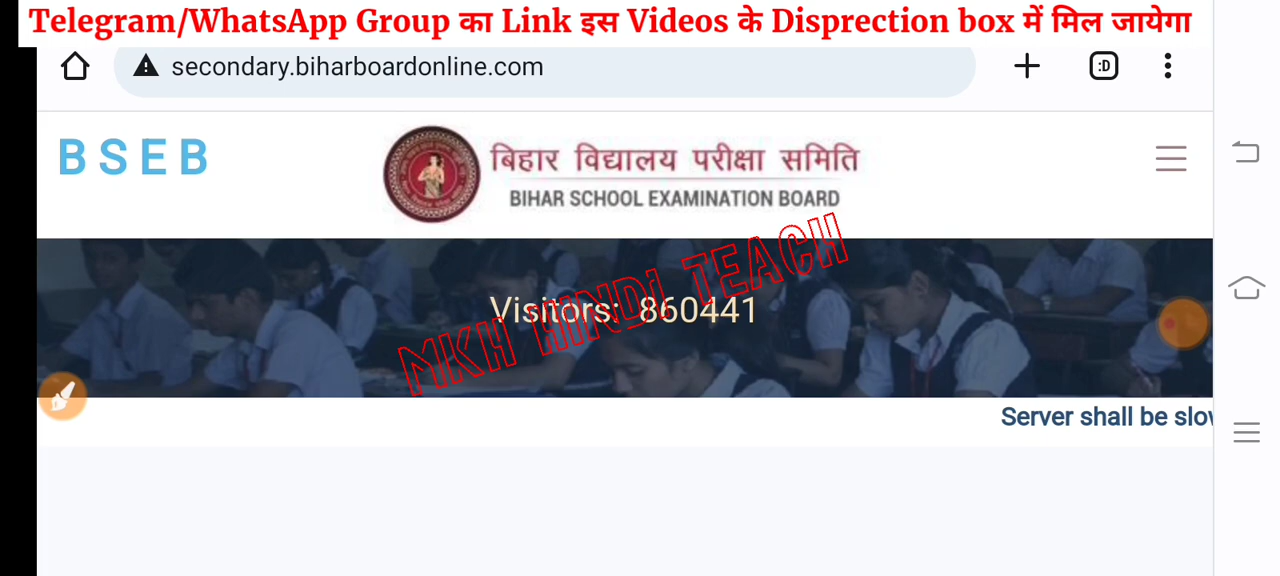 Telegram/WhatsApp Group का Link इस Videos के Disprection box में मिल जायेगा
secondary.biharboardonline.com
:D
BSEB
बिहार विद्यालय परीक्षा समिति
BIHAR SCHOOL EXAMINATION BOARD
MKH HINDI TEACH
Visitors: 860441
Server shall be slow